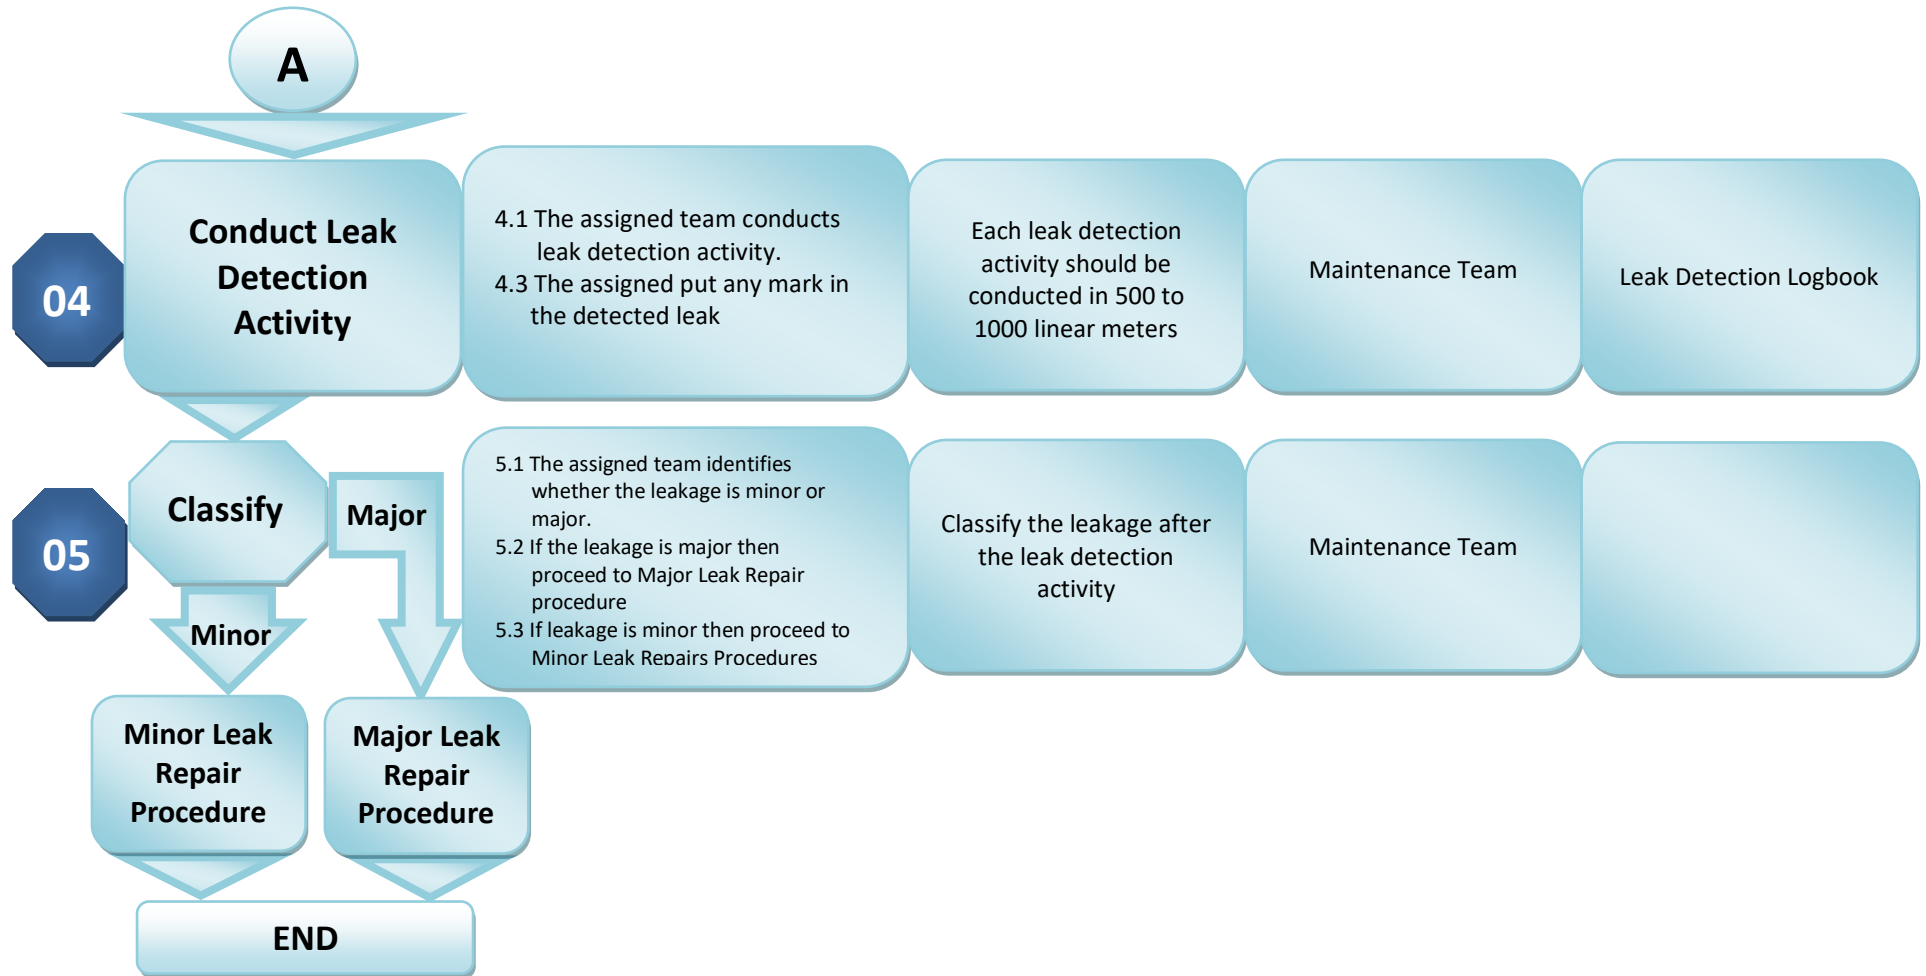 A
04
Conduct Leak
Detection
Activity
4.1 The assigned team conducts
leak detection activity.
4.3 The assigned put any mark in
the detected leak
Each leak detection
activity should be
conducted in 500 to
1000 linear meters
Maintenance Team
Leak Detection Logbook
05
Classify
Major
Minor
5.1 The assigned team identifies
whether the leakage is minor or
major.
5.2 If the leakage is major then
proceed to Major Leak Repair
procedure
5.3 If leakage is minor then proceed to
Minor Leak Repairs Procedures
Classify the leakage after
the leak detection
activity
Maintenance Team
Minor Leak
Repair
Procedure
Major Leak
Repair
Procedure
END